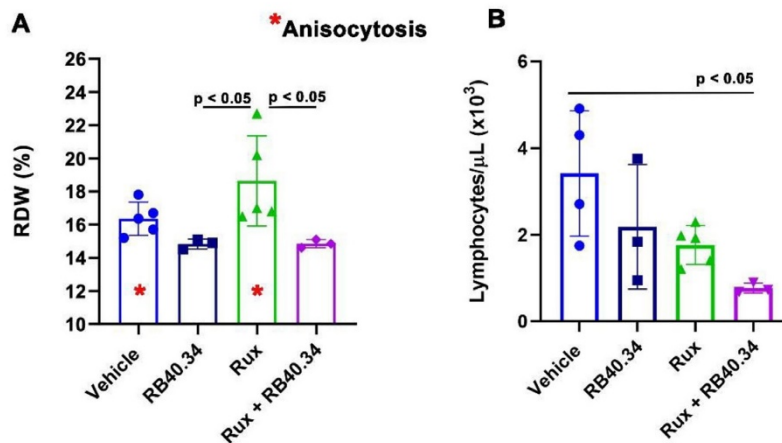 A
*Anisocytosis
RDW (%)
26
24
22
20
18
16
14
12
10
p < 0.05
p < 0.05
*
*
Vehicle
RB40.34
Rux
Rux + RB40.34
B
Lymphocytes/μL (x10³)
6
4
2
0
p < 0.05
Vehicle
RB40.34
Rux
Rux + RB40.34